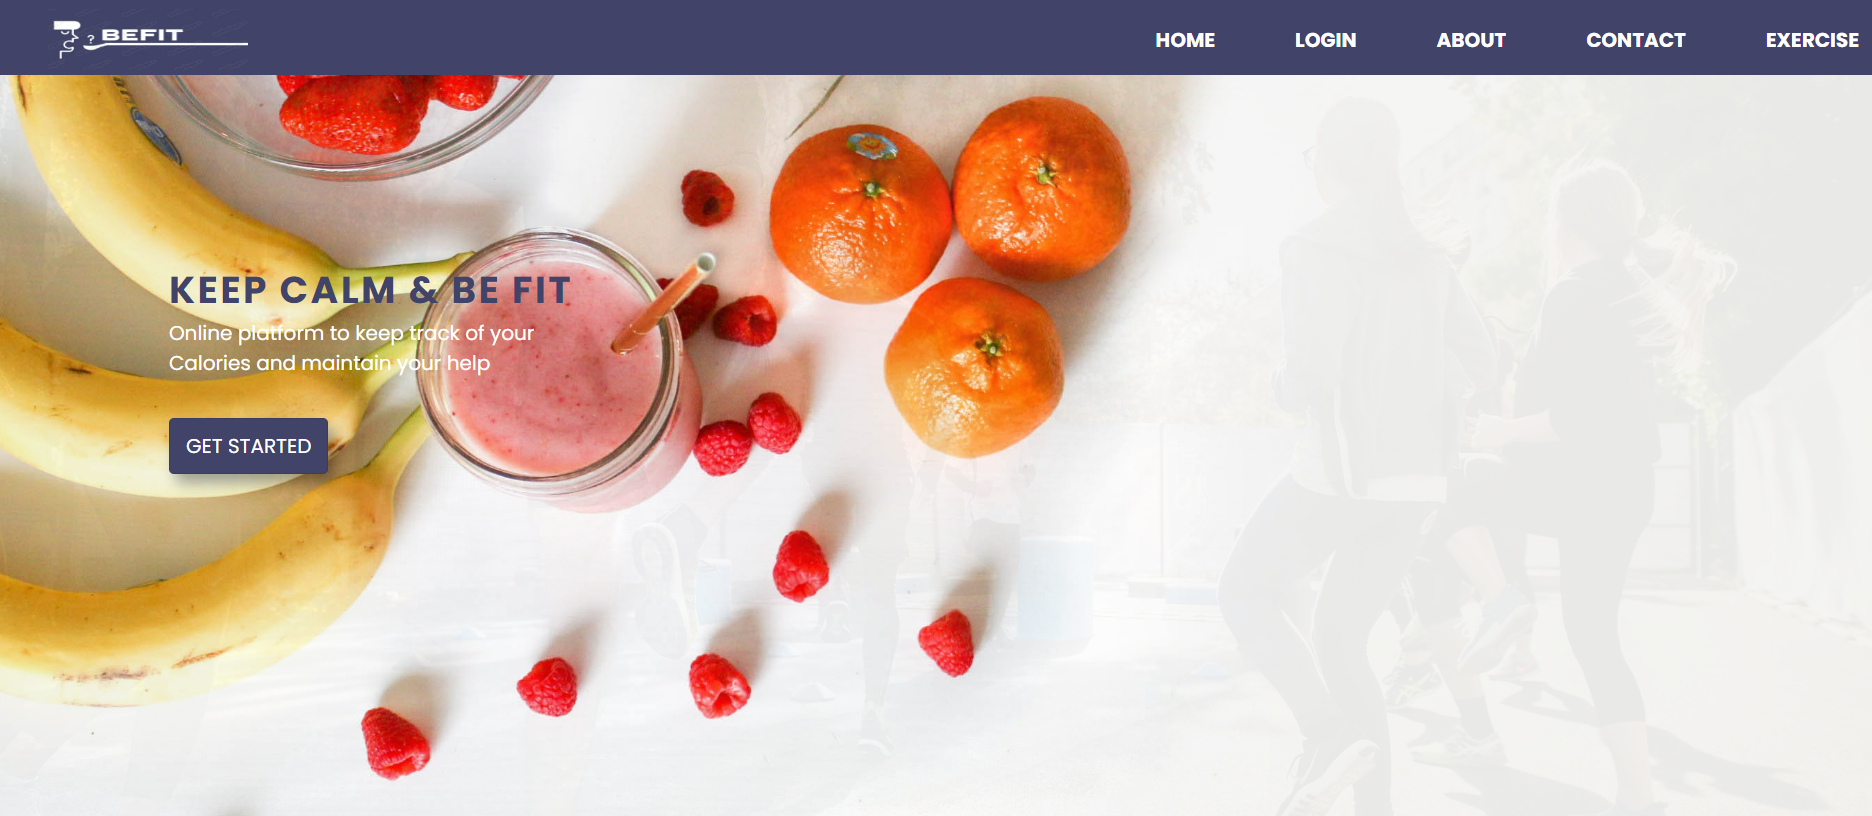 ? BEFIT
HOME LOGIN ABOUT CONTACT EXERCISE
KEEP CALM & BE FIT
Online platform to keep track of your
Calories and maintain your help
GET STARTED